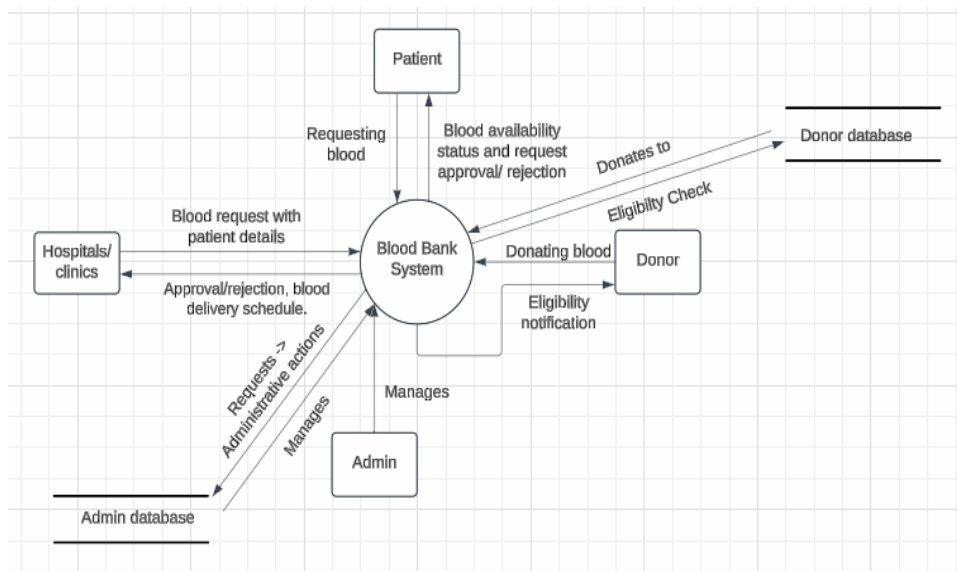 Patient
Requesting
blood
Blood availability
status and request
approval/ rejection
Donor database
Donates to
Eligibilty Check
Blood request with
patient details
Hospitals/
clinics
Approval/rejection, blood
delivery schedule.
Blood Bank
System
Donating blood
Donor
Eligibility
notification
Requests ->
Administrative actions
Manages
Manages
Admin
Admin database